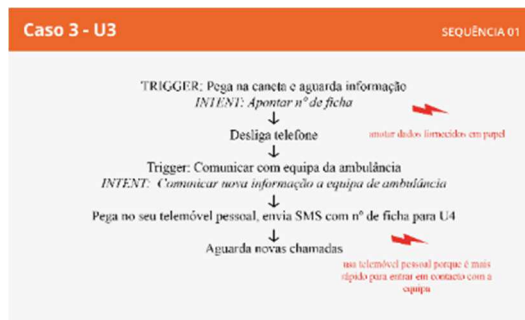 Caso 3 - U3
SEQUÊNCIA 01
TRIGGER: Pega na caneta e aguarda informação
INTENT: Apontar nº de ficha
↓
Desliga telefone
anotar dados fornecidos em papel
↓
Trigger: Comunicar com equipa da ambulância
INTENT: Comunicar nova informação a equipa de ambulância
↓
Pega no seu telemóvel pessoal, envia SMS com nº de ficha para U4
↓
Aguarda novas chamadas
usa telemóvel pessoal porque é mais
rápido para entrar em contacto com a
equipa